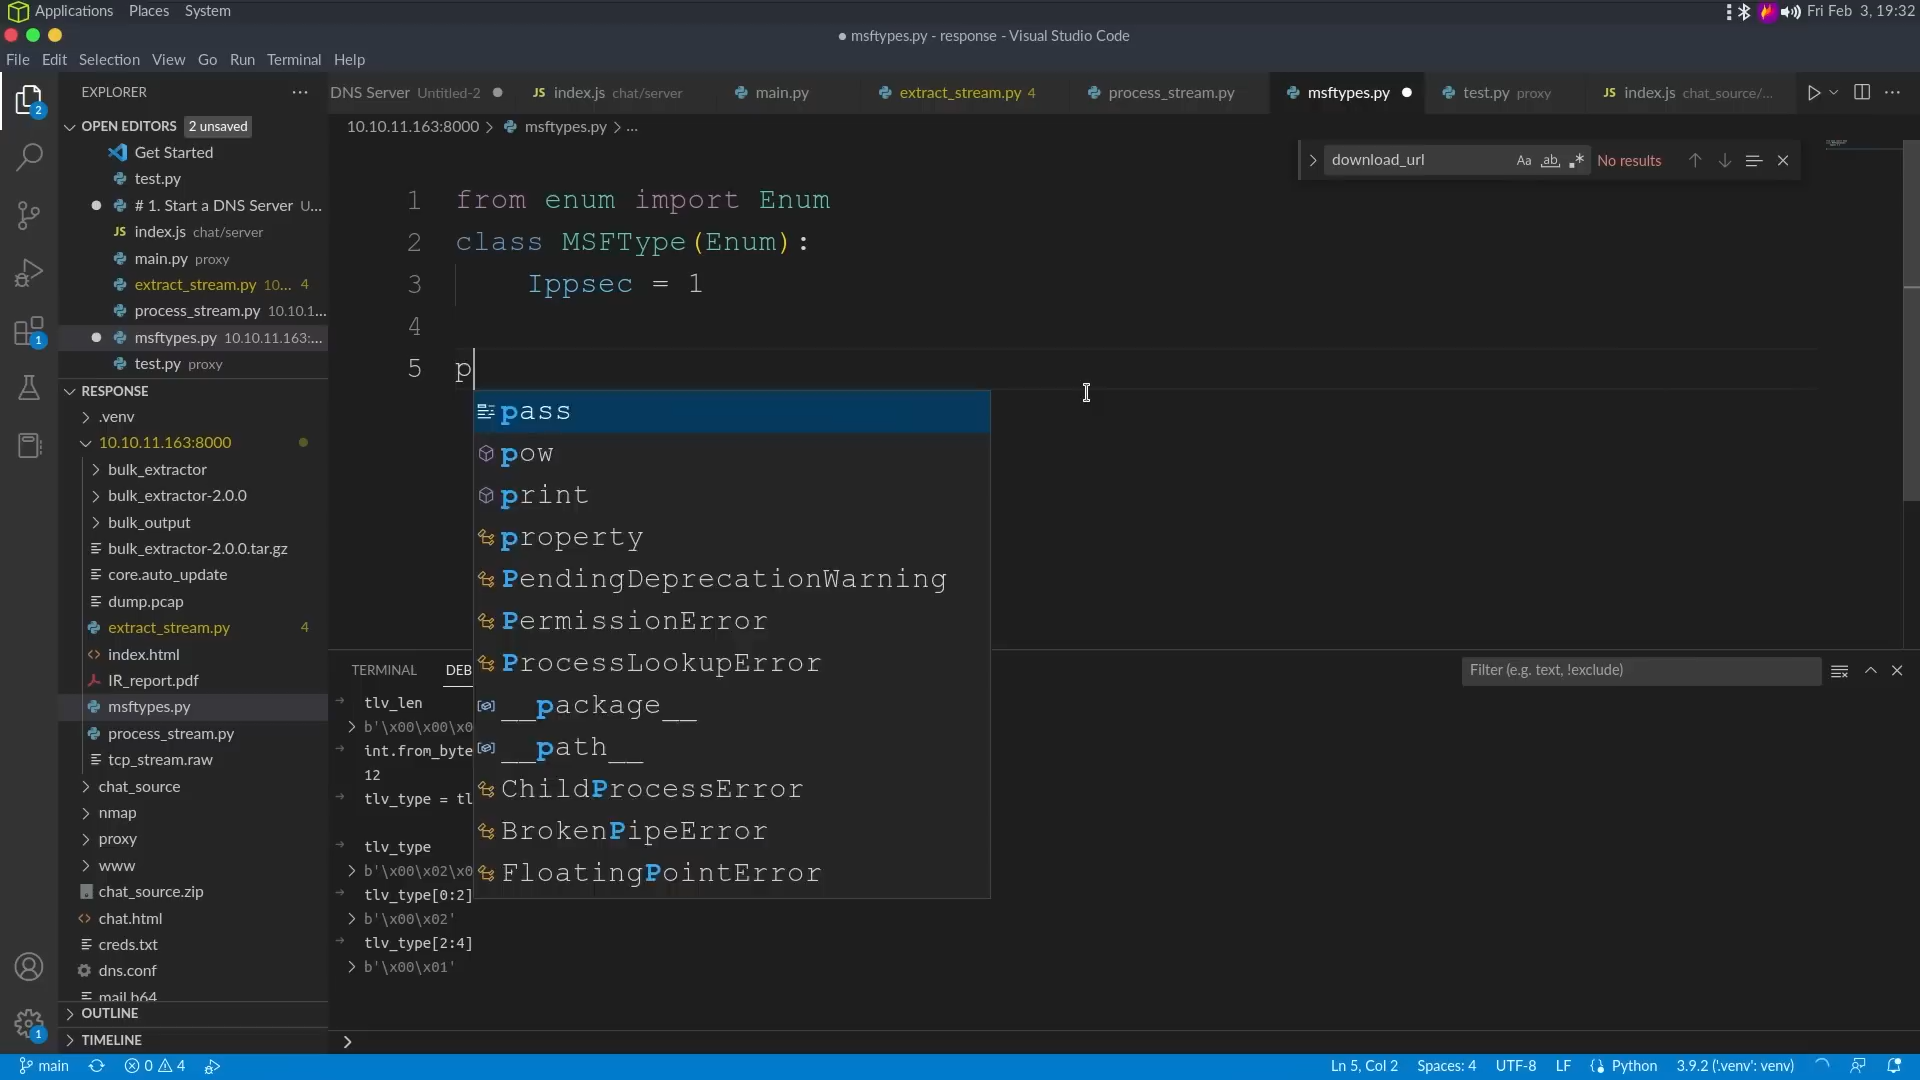 Applications Places System
Fri Feb 3, 19:32
● msftypes.py - response - Visual Studio Code
File Edit Selection View Go Run Terminal Help
EXPLORER
DNS Server Untitled-2 ●
JS index.js chat/server
main.py
extract_stream.py 4
process_stream.py
msftypes.py ●
test.py proxy
JS index.js chat_source/...
OPEN EDITORS 2 unsaved
Get Started
test.py
# 1. Start a DNS Server U...
JS index.js chat/server
main.py proxy
extract_stream.py 10... 4
process_stream.py 10.10.1...
msftypes.py 10.10.11.163:...
test.py proxy
RESPONSE
.venv
10.10.11.163:8000
bulk_extractor
bulk_extractor-2.0.0
bulk_output
bulk_extractor-2.0.0.tar.gz
core.auto_update
dump.pcap
extract_stream.py 4
index.html
IR_report.pdf
msftypes.py
process_stream.py
tcp_stream.raw
chat_source
nmap
proxy
www
chat_source.zip
chat.html
creds.txt
dns.conf
mail.b64
OUTLINE
TIMELINE
2
1
1
10.10.11.163:8000 > msftypes.py > ...
download_url Aa ab .* No results
1 from enum import Enum
2 class MSFType(Enum):
3 Ippsec = 1
4
5 p
pass
pow
print
property
PendingDeprecationWarning
PermissionError
ProcessLookupError
__package__
__path__
ChildProcessError
BrokenPipeError
FloatingPointError
TERMINAL DEB
Filter (e.g. text, !exclude)
tlv_len
b'\x00\x00\x0
int.from_byte
12
tlv_type = tl
tlv_type
b'\x00\x02\x0
tlv_type[0:2]
b'\x00\x02'
tlv_type[2:4]
b'\x00\x01'
main 0 4
Ln 5, Col 2 Spaces: 4 UTF-8 LF Python 3.9.2 ('.venv': venv)